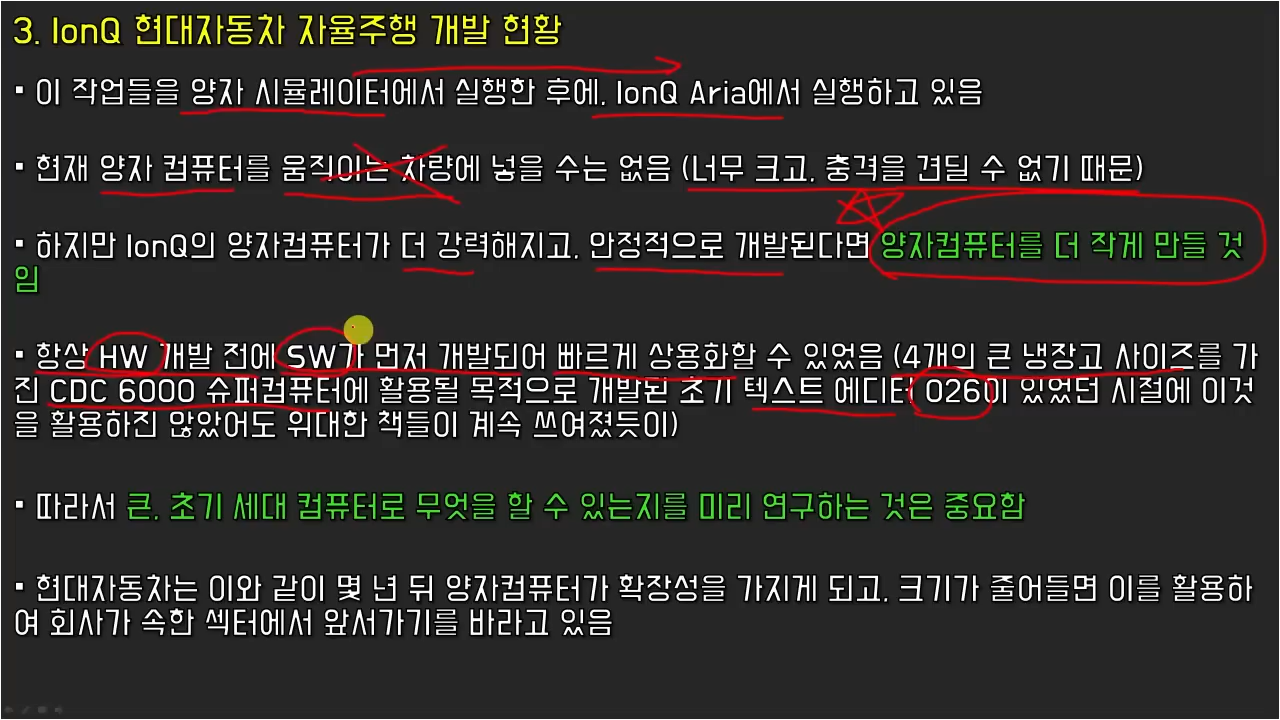 3. IonQ 현대자동차 자율주행 개발 현황
▪ 이 작업들을 양자 시뮬레이터에서 실행한 후에, IonQ Aria에서 실행하고 있음
▪ 현재 양자 컴퓨터를 움직이는 차량에 넣을 수는 없음 (너무 크고, 충격을 견딜 수 없기 때문)
▪ 하지만 IonQ의 양자컴퓨터가 더 강력해지고, 안정적으로 개발된다면 양자컴퓨터를 더 작게 만들 것
임
▪ 항상 HW 개발 전에 SW가 먼저 개발되어 빠르게 상용화할 수 있었음 (4개의 큰 냉장고 사이즈를 가
진 CDC 6000 슈퍼컴퓨터에 활용될 목적으로 개발된 초기 텍스트 에디터 026이 있었던 시절에 이것
을 활용하진 않았어도 위대한 책들이 계속 쓰여졌듯이)
▪ 따라서 큰, 초기 세대 컴퓨터로 무엇을 할 수 있는지를 미리 연구하는 것은 중요함
▪ 현대자동차는 이와 같이 몇 년 뒤 양자컴퓨터가 확장성을 가지게 되고, 크기가 줄어들면 이를 활용하
여 회사가 속한 섹터에서 앞서가기를 바라고 있음